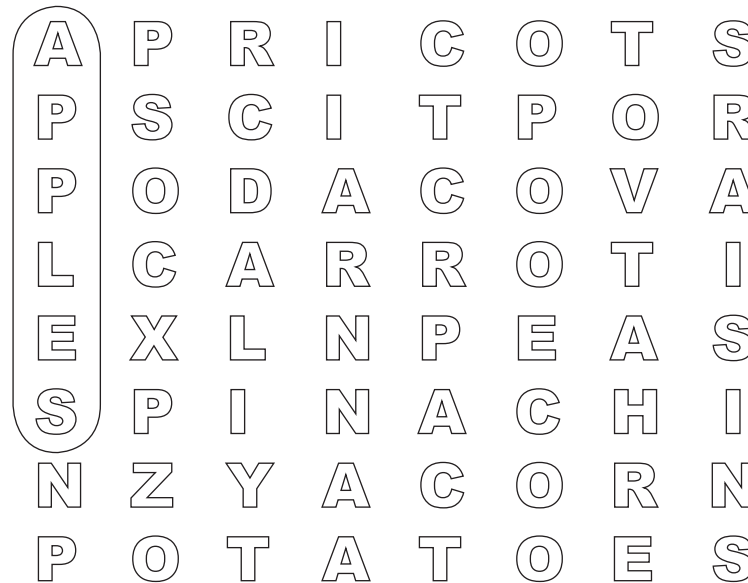 A P R I C O T S
P S C I T P O R
P O D A C O V A
L C A R R O T I
E X L N P E A S
S P I N A C H I
N Z Y A C O R N
P O T A T O E S